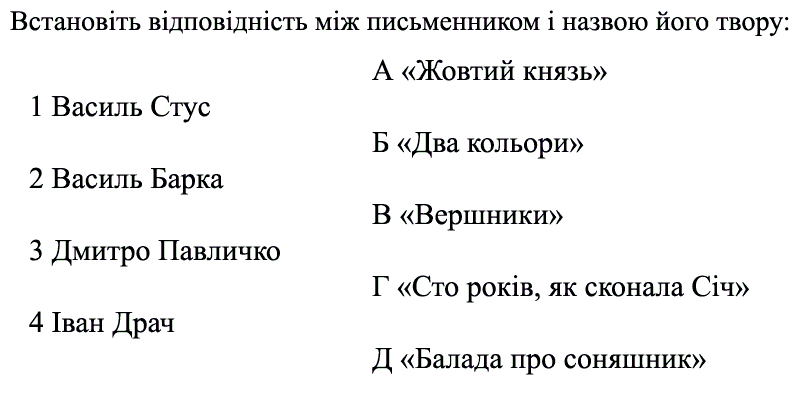 Встановіть відповідність між письменником і назвою його твору:
А «Жовтий князь»
1 Василь Стус
Б «Два кольори»
2 Василь Барка
В «Вершники»
3 Дмитро Павличко
Г «Сто років, як сконала Січ»
4 Іван Драч
Д «Балада про соняшник»